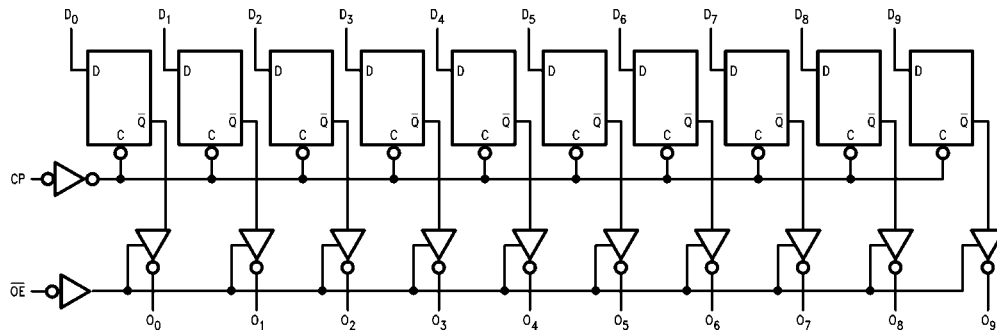 D₀ D₁ D₂ D₃ D₄ D₅ D₆ D₇ D₈ D₉
D D D D D D D D D D
Q̅ Q̅ Q̅ Q̅ Q̅ Q̅ Q̅ Q̅ Q̅ Q̅
C C C C C C C C C C
CP
O̅E̅
O₀ O₁ O₂ O₃ O₄ O₅ O₆ O₇ O₈ O₉